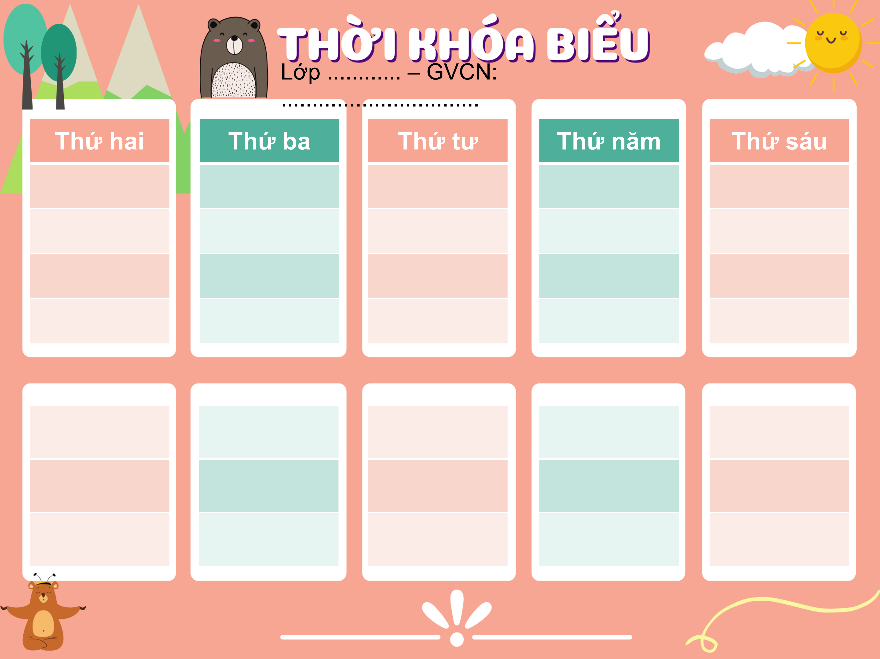 THỜI KHÓA BIỂU
Lớp ............ – GVCN:
................................
Thứ hai
Thứ ba
Thứ tư
Thứ năm
Thứ sáu